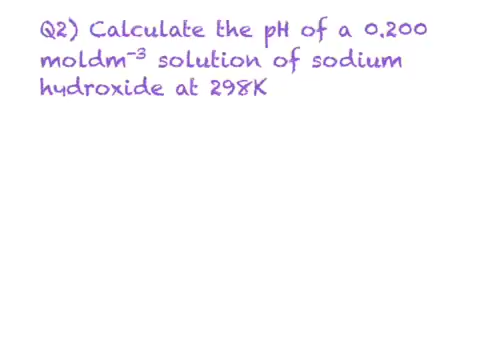 Q2) Calculate the pH of a 0.200
moldm⁻³ solution of sodium
hydroxide at 298K